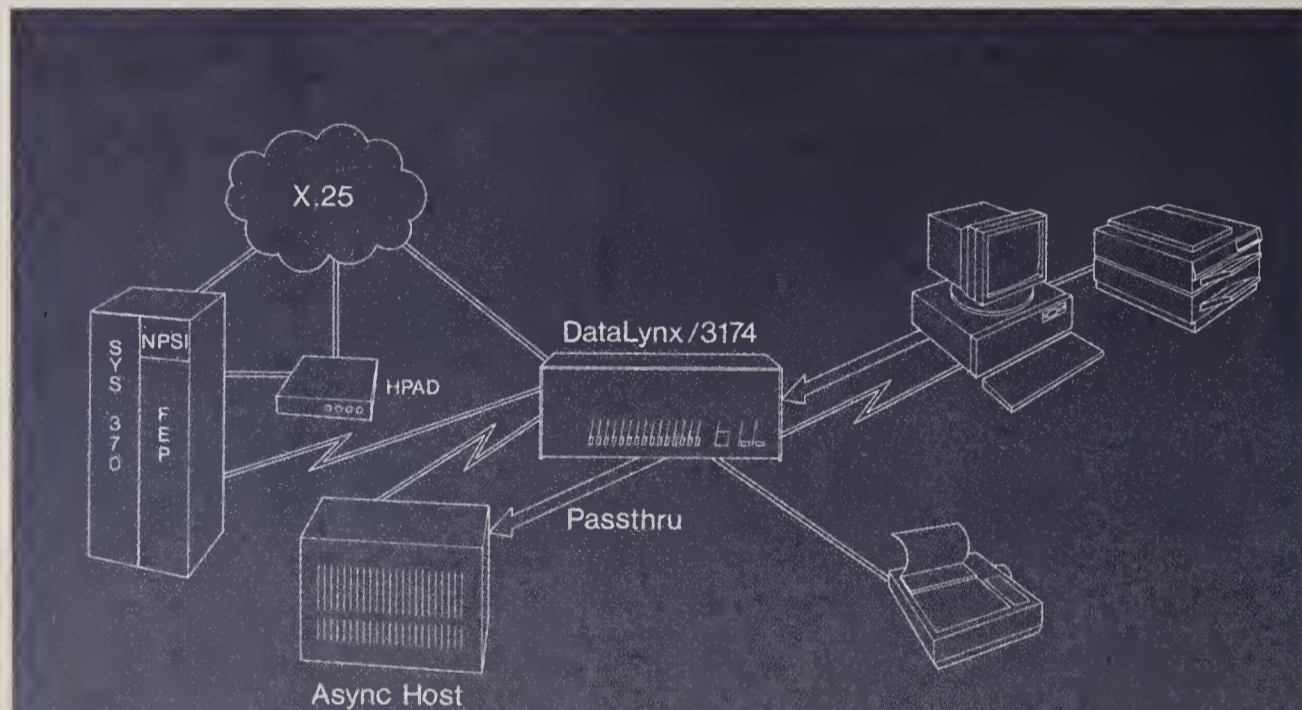 X.25
DataLynx/3174
SYS 370
NPSI
FEP
HPAD
Passthru
Async Host